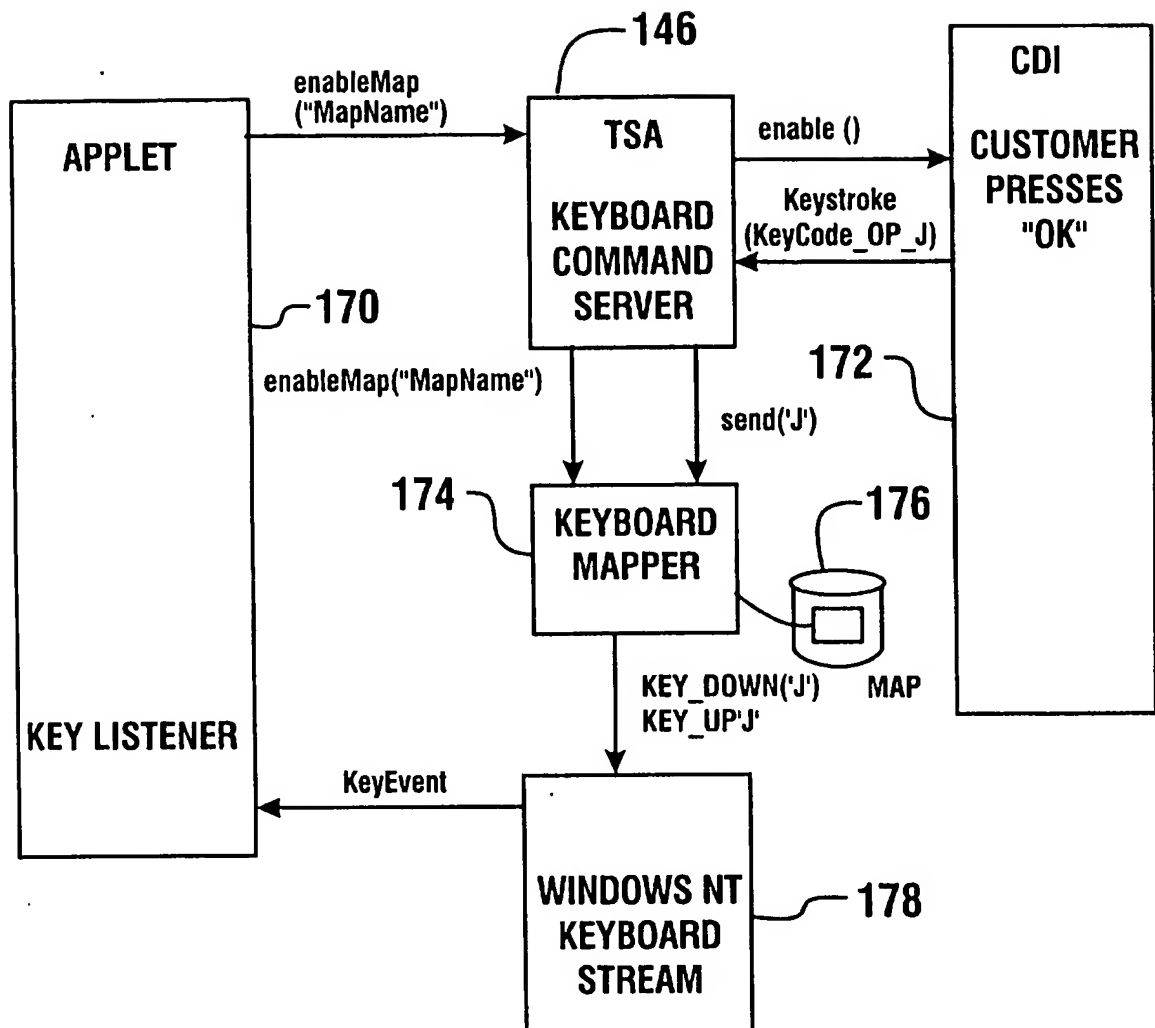 146
enableMap
("MapName")
APPLET
TSA
KEYBOARD
COMMAND
SERVER
enable ()
Keystroke
(KeyCode_OP_J)
CDI
CUSTOMER
PRESSES
"OK"
170
172
enableMap("MapName")
send('J')
174
KEYBOARD
MAPPER
176
MAP
KEY_DOWN('J')
KEY_UP'J'
KEY LISTENER
KeyEvent
WINDOWS NT
KEYBOARD
STREAM
178